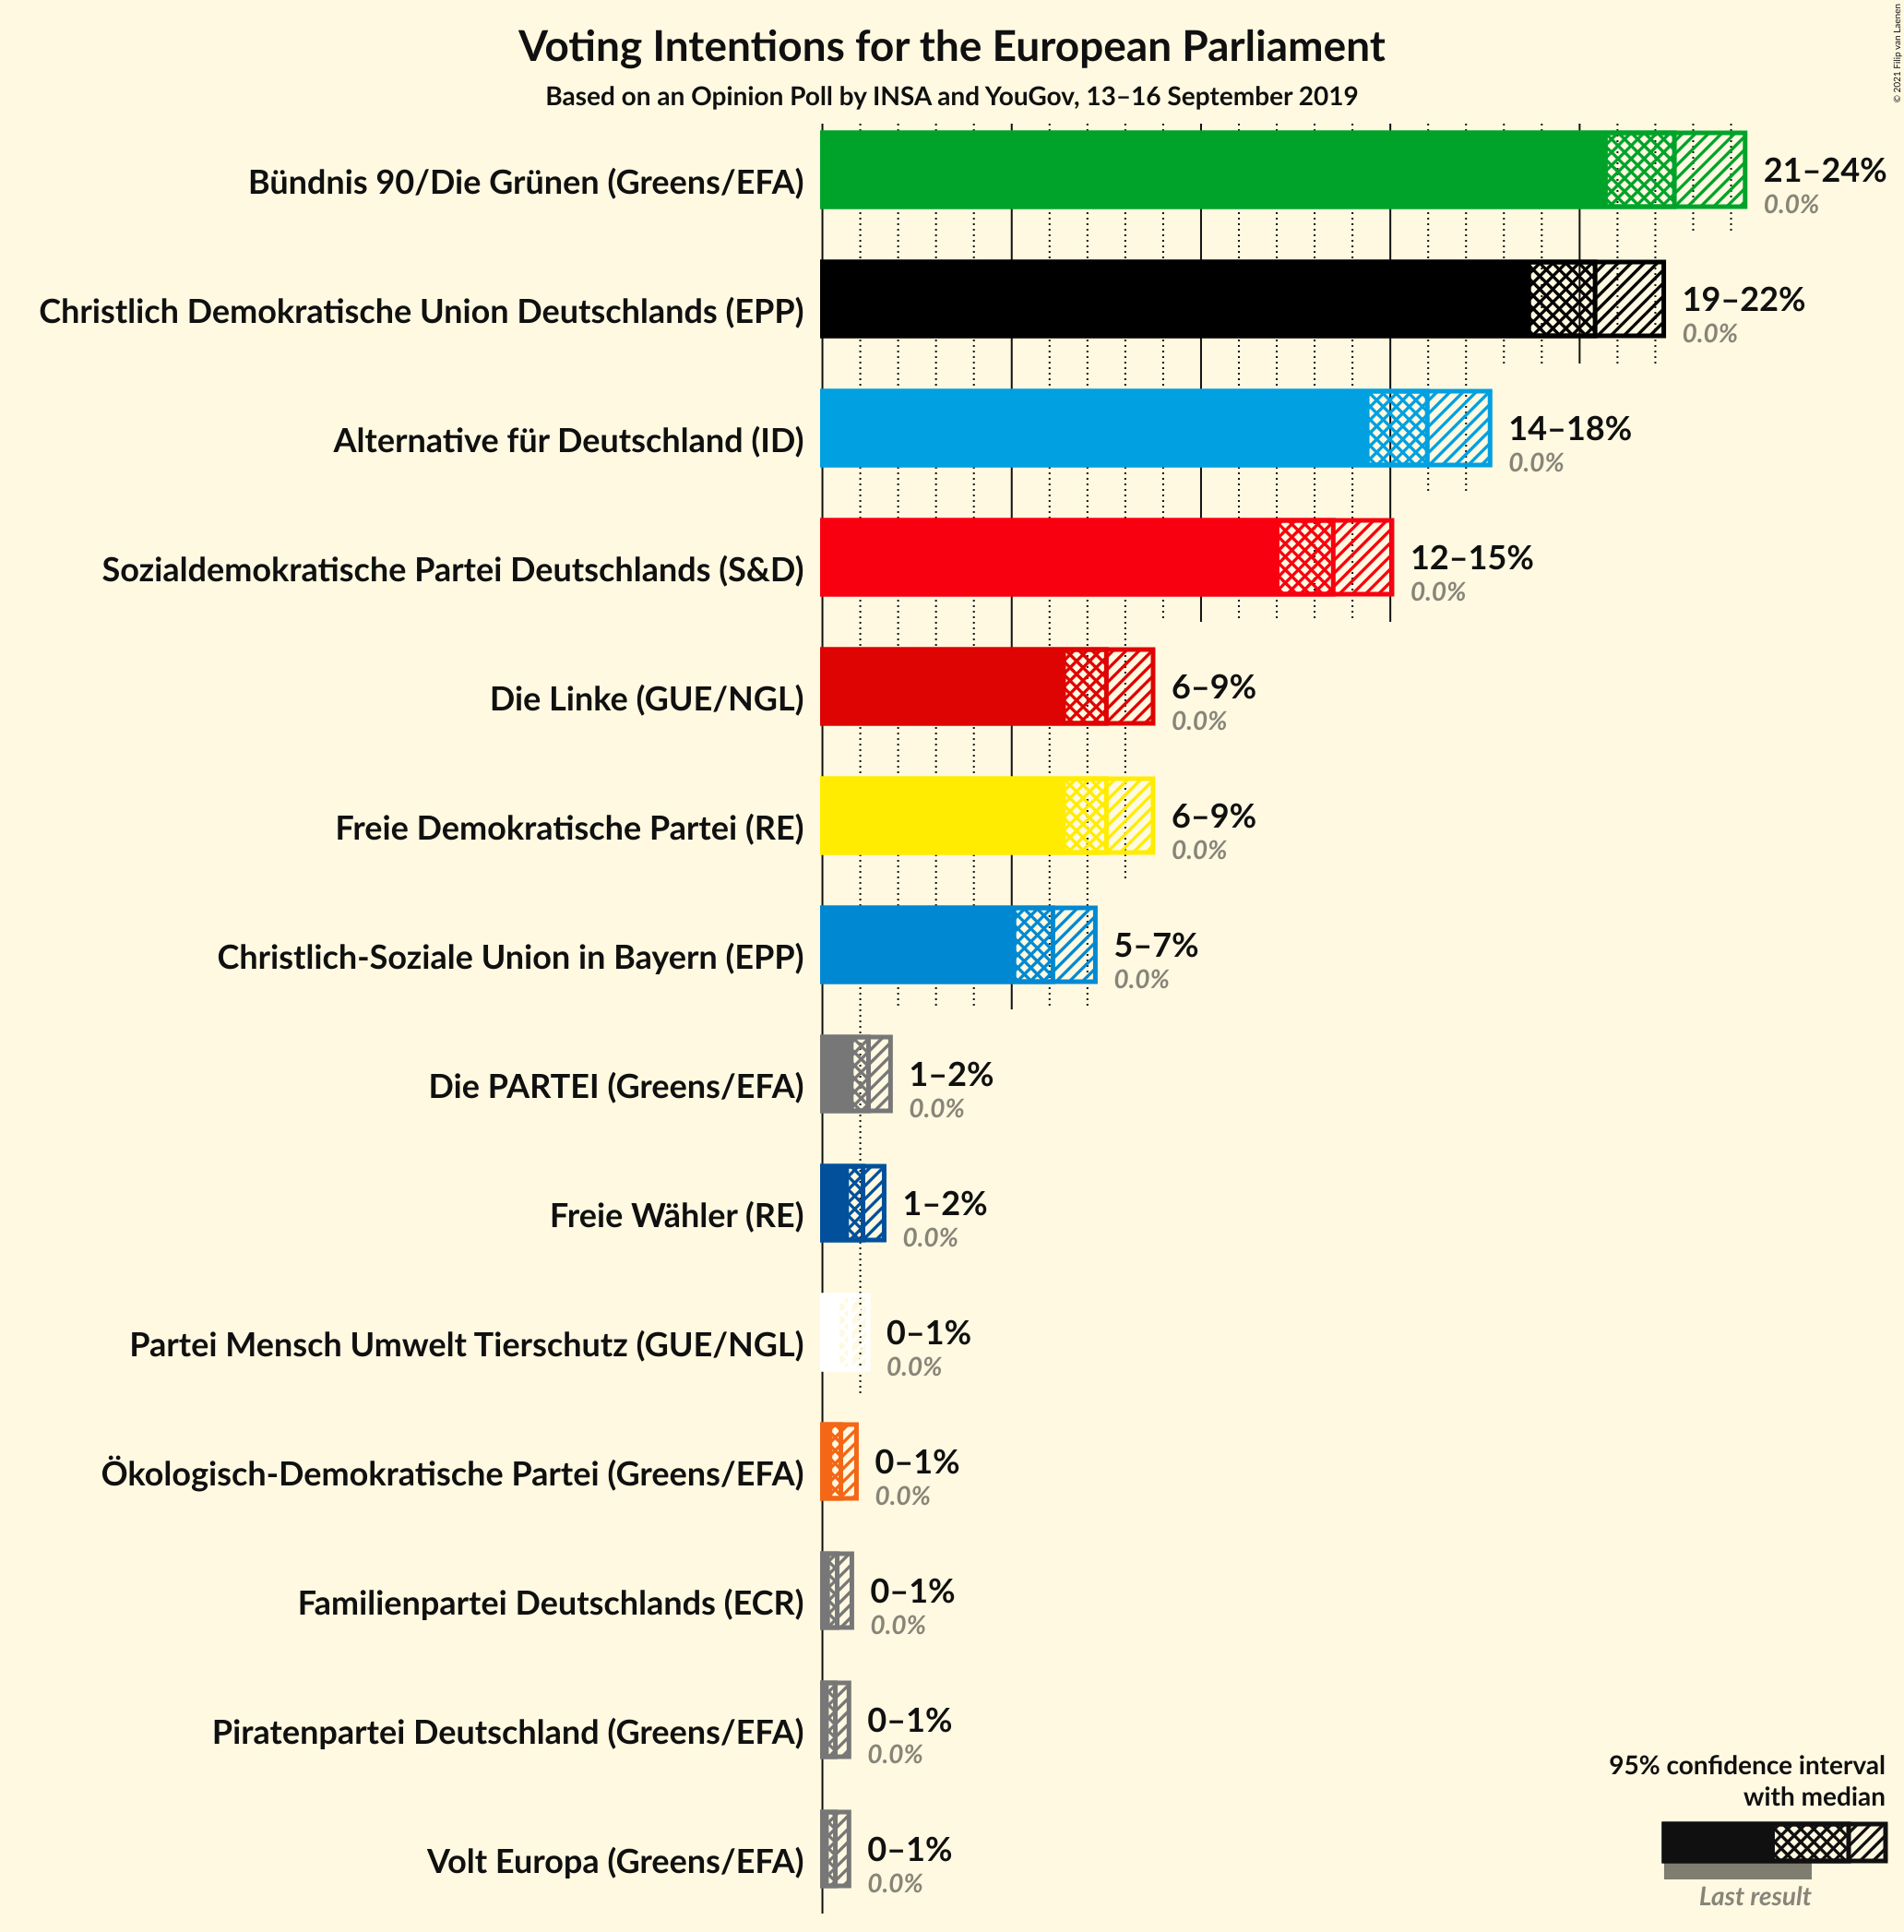 Voting Intentions for the European Parliament
Based on an Opinion Poll by INSA and YouGov, 13–16 September 2019
© 2021 Filip van Laenen
Bündnis 90/Die Grünen (Greens/EFA)
21–24%
0.0%
Christlich Demokratische Union Deutschlands (EPP)
19–22%
0.0%
Alternative für Deutschland (ID)
14–18%
0.0%
Sozialdemokratische Partei Deutschlands (S&D)
12–15%
0.0%
Die Linke (GUE/NGL)
6–9%
0.0%
Freie Demokratische Partei (RE)
6–9%
0.0%
Christlich-Soziale Union in Bayern (EPP)
5–7%
0.0%
Die PARTEI (Greens/EFA)
1–2%
0.0%
Freie Wähler (RE)
1–2%
0.0%
Partei Mensch Umwelt Tierschutz (GUE/NGL)
0–1%
0.0%
Ökologisch-Demokratische Partei (Greens/EFA)
0–1%
0.0%
Familienpartei Deutschlands (ECR)
0–1%
0.0%
Piratenpartei Deutschland (Greens/EFA)
0–1%
0.0%
Volt Europa (Greens/EFA)
0–1%
0.0%
95% confidence interval
with median
Last result